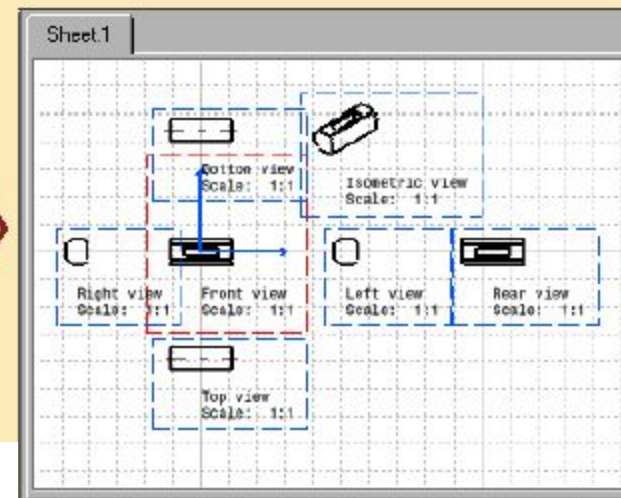 Sheet.1
Bottom view
Scale: 1:1
Isometric view
Scale: 1:1
Right view
Scale: 1:1
Front view
Scale: 1:1
Left view
Scale: 1:1
Rear view
Scale: 1:1
Top view
Scale: 1:1